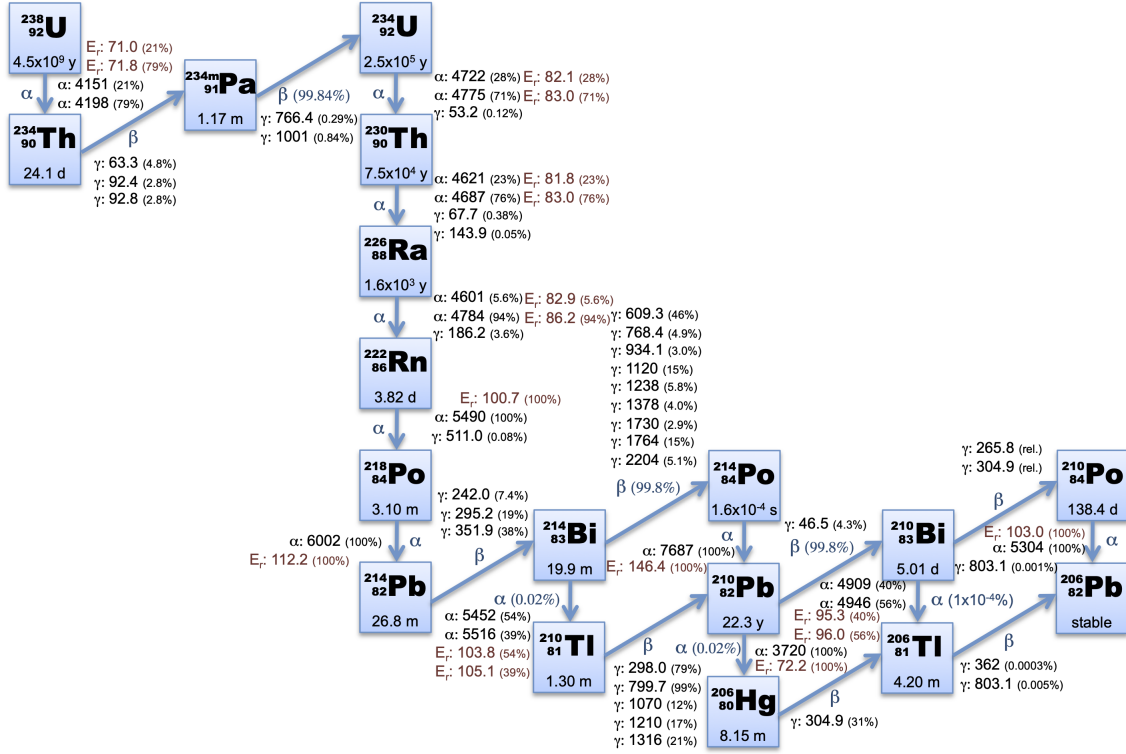 238
92 U
4.5x10⁹ y
Eᵣ: 71.0 (21%)
Eᵣ: 71.8 (79%)
α
α: 4151 (21%)
α: 4198 (79%)
234
90 Th
24.1 d
β
γ: 63.3 (4.8%)
γ: 92.4 (2.8%)
γ: 92.8 (2.8%)
234m
91 Pa
1.17 m
β (99.84%)
γ: 766.4 (0.29%)
γ: 1001 (0.84%)
234
92 U
2.5x10⁵ y
α
α: 4722 (28%) Eᵣ: 82.1 (28%)
α: 4775 (71%) Eᵣ: 83.0 (71%)
γ: 53.2 (0.12%)
230
90 Th
7.5x10⁴ y
α
α: 4621 (23%) Eᵣ: 81.8 (23%)
α: 4687 (76%) Eᵣ: 83.0 (76%)
γ: 67.7 (0.38%)
γ: 143.9 (0.05%)
226
88 Ra
1.6x10³ y
α
α: 4601 (5.6%) Eᵣ: 82.9 (5.6%)
α: 4784 (94%) Eᵣ: 86.2 (94%)
γ: 186.2 (3.6%)
222
86 Rn
3.82 d
α
Eᵣ: 100.7 (100%)
α: 5490 (100%)
γ: 511.0 (0.08%)
218
84 Po
3.10 m
α
α: 6002 (100%)
Eᵣ: 112.2 (100%)
214
82 Pb
26.8 m
γ: 242.0 (7.4%)
γ: 295.2 (19%)
γ: 351.9 (38%)
β
214
83 Bi
19.9 m
γ: 609.3 (46%)
γ: 768.4 (4.9%)
γ: 934.1 (3.0%)
γ: 1120 (15%)
γ: 1238 (5.8%)
γ: 1378 (4.0%)
γ: 1730 (2.9%)
γ: 1764 (15%)
γ: 2204 (5.1%)
β (99.8%)
α (0.02%)
α: 5452 (54%)
α: 5516 (39%)
Eᵣ: 103.8 (54%)
Eᵣ: 105.1 (39%)
214
84 Po
1.6x10⁻⁴ s
α
α: 7687 (100%)
Eᵣ: 146.4 (100%)
210
81 Tl
1.30 m
β
γ: 298.0 (79%)
γ: 799.7 (99%)
γ: 1070 (12%)
γ: 1210 (17%)
γ: 1316 (21%)
210
82 Pb
22.3 y
γ: 46.5 (4.3%)
β (99.8%)
α (0.02%)
α: 3720 (100%)
Eᵣ: 72.2 (100%)
206
80 Hg
8.15 m
β
γ: 304.9 (31%)
210
83 Bi
5.01 d
γ: 265.8 (rel.)
γ: 304.9 (rel.)
β
α: 4909 (40%)
α: 4946 (56%)
Eᵣ: 95.3 (40%)
Eᵣ: 96.0 (56%)
α (1x10⁻⁴%)
206
81 Tl
4.20 m
β
γ: 362 (0.0003%)
γ: 803.1 (0.005%)
210
84 Po
138.4 d
α
Eᵣ: 103.0 (100%)
α: 5304 (100%)
γ: 803.1 (0.001%)
206
82 Pb
stable